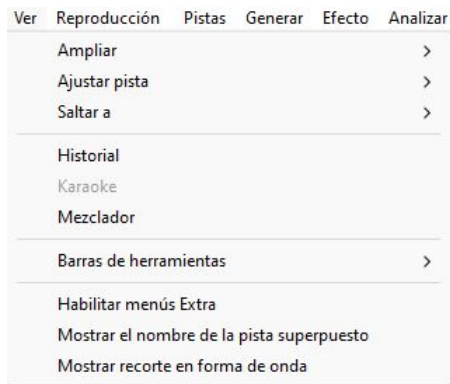 Ver Reproducción Pistas Generar Efecto Analizar
Ampliar
Ajustar pista
Saltar a
Historial
Karaoke
Mezclador
Barras de herramientas
Habilitar menús Extra
Mostrar el nombre de la pista superpuesto
Mostrar recorte en forma de onda